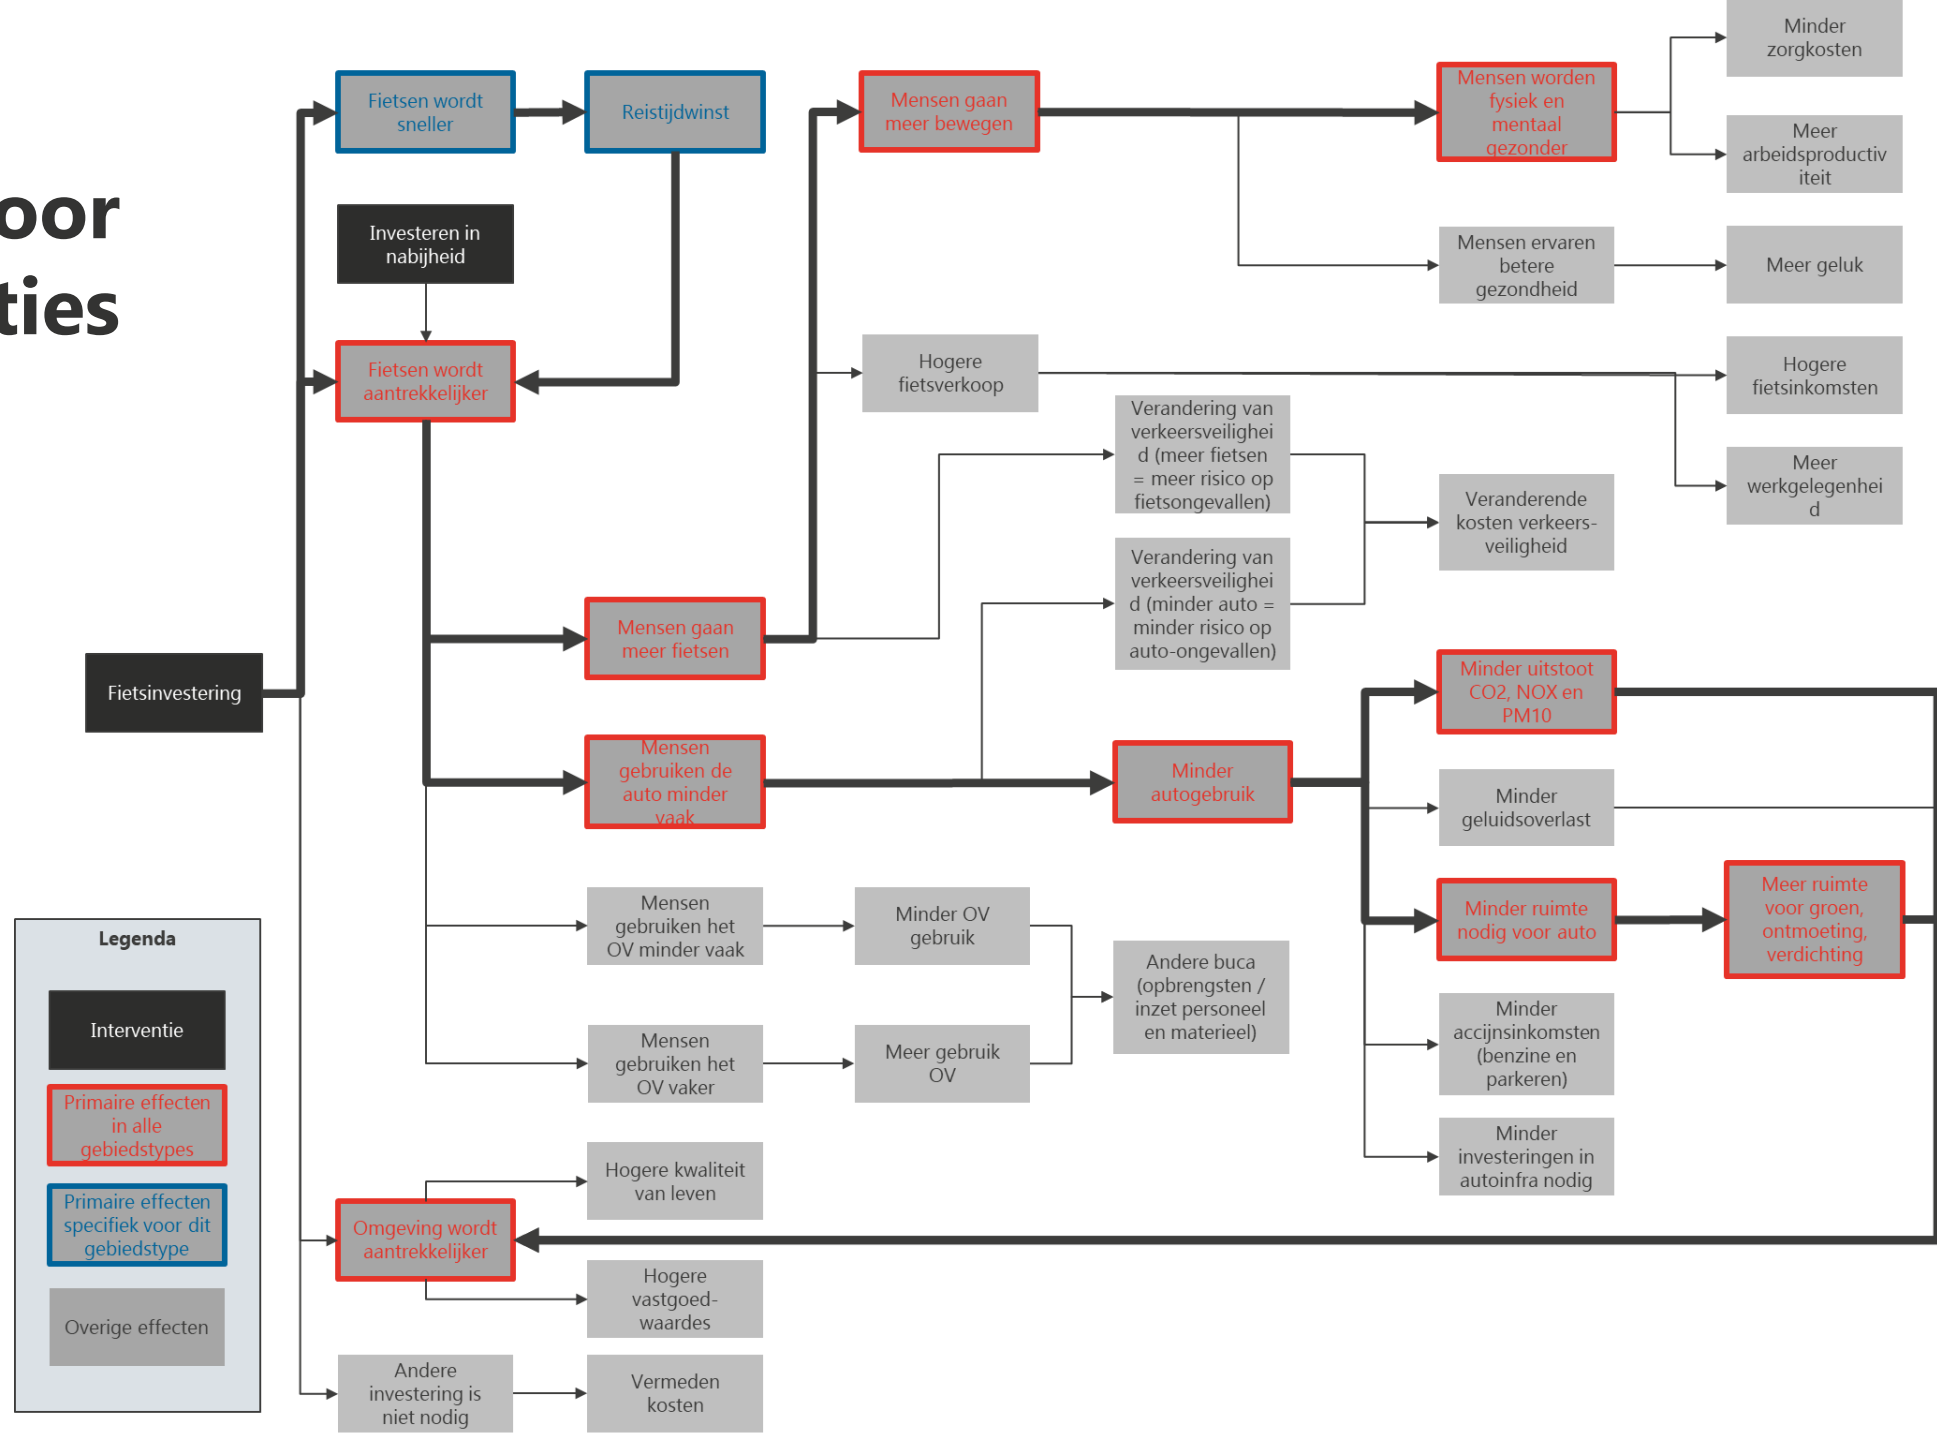 oor
ties
Fietsen wordt
sneller
Reistijdwinst
Mensen gaan
meer bewegen
Mensen worden
fysiek en
mentaal
gezonder
Minder
zorgkosten
Meer
arbeidsproductiv
iteit
Investeren in
nabijheid
Mensen ervaren
betere
gezondheid
Meer geluk
Fietsen wordt
aantrekkelijker
Hogere
fietsverkoop
Hogere
fietsinkomsten
Verandering van
verkeersveilighei
d (meer fietsen
= meer risico op
fietsongevallen)
Meer
werkgelegenhei
d
Veranderende
kosten verkeers-
veiligheid
Verandering van
verkeersveilighei
d (minder auto =
minder risico op
auto-ongevallen)
Mensen gaan
meer fietsen
Fietsinvestering
Minder uitstoot
CO2, NOX en
PM10
Mensen
gebruiken de
auto minder
vaak
Minder
autogebruik
Minder
geluidsoverlast
Mensen
gebruiken het
OV minder vaak
Minder OV
gebruik
Minder ruimte
nodig voor auto
Meer ruimte
voor groen,
ontmoeting,
verdichting
Andere buca
(opbrengsten /
inzet personeel
en materieel)
Mensen
gebruiken het
OV vaker
Meer gebruik
OV
Minder
accijnsinkomsten
(benzine en
parkeren)
Minder
investeringen in
autoinfra nodig
Hogere kwaliteit
van leven
Omgeving wordt
aantrekkelijker
Hogere
vastgoed-
waardes
Andere
investering is
niet nodig
Vermeden
kosten
Legenda
Interventie
Primaire effecten
in alle
gebiedstypes
Primaire effecten
specifiek voor dit
gebiedstype
Overige effecten